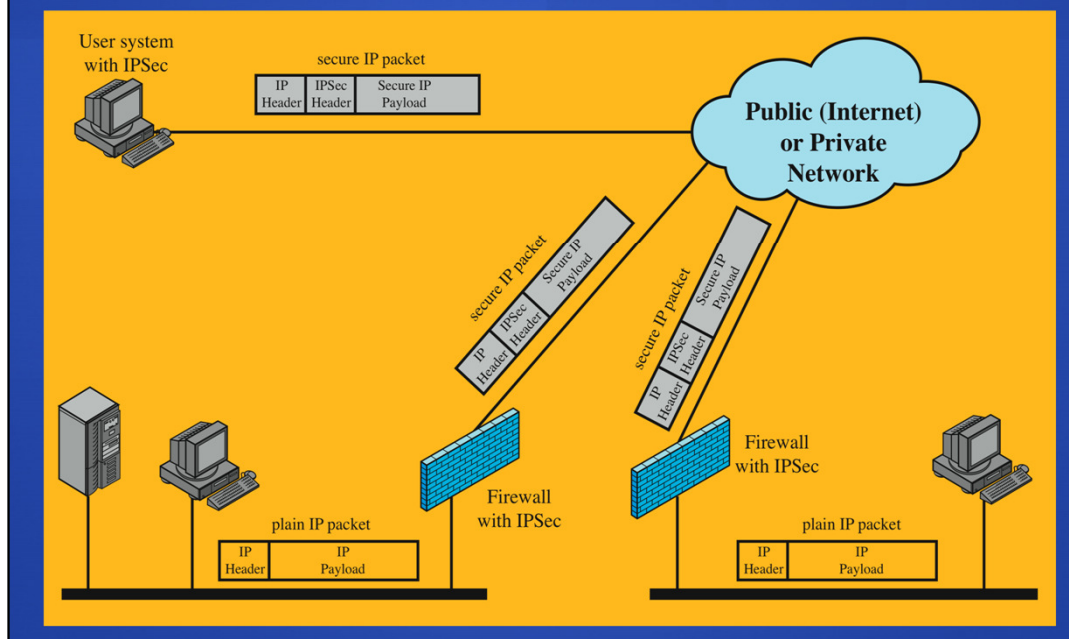 User system
with IPSec
secure IP packet
IP
Header
IPSec
Header
Secure IP
Payload
Public (Internet)
or Private
Network
secure IP packet
IP
Header
IPSec
Header
Secure IP
Payload
secure IP packet
IP
Header
IPSec
Header
Secure IP
Payload
Firewall
with IPSec
Firewall
with IPSec
plain IP packet
IP
Header
IP
Payload
plain IP packet
IP
Header
IP
Payload